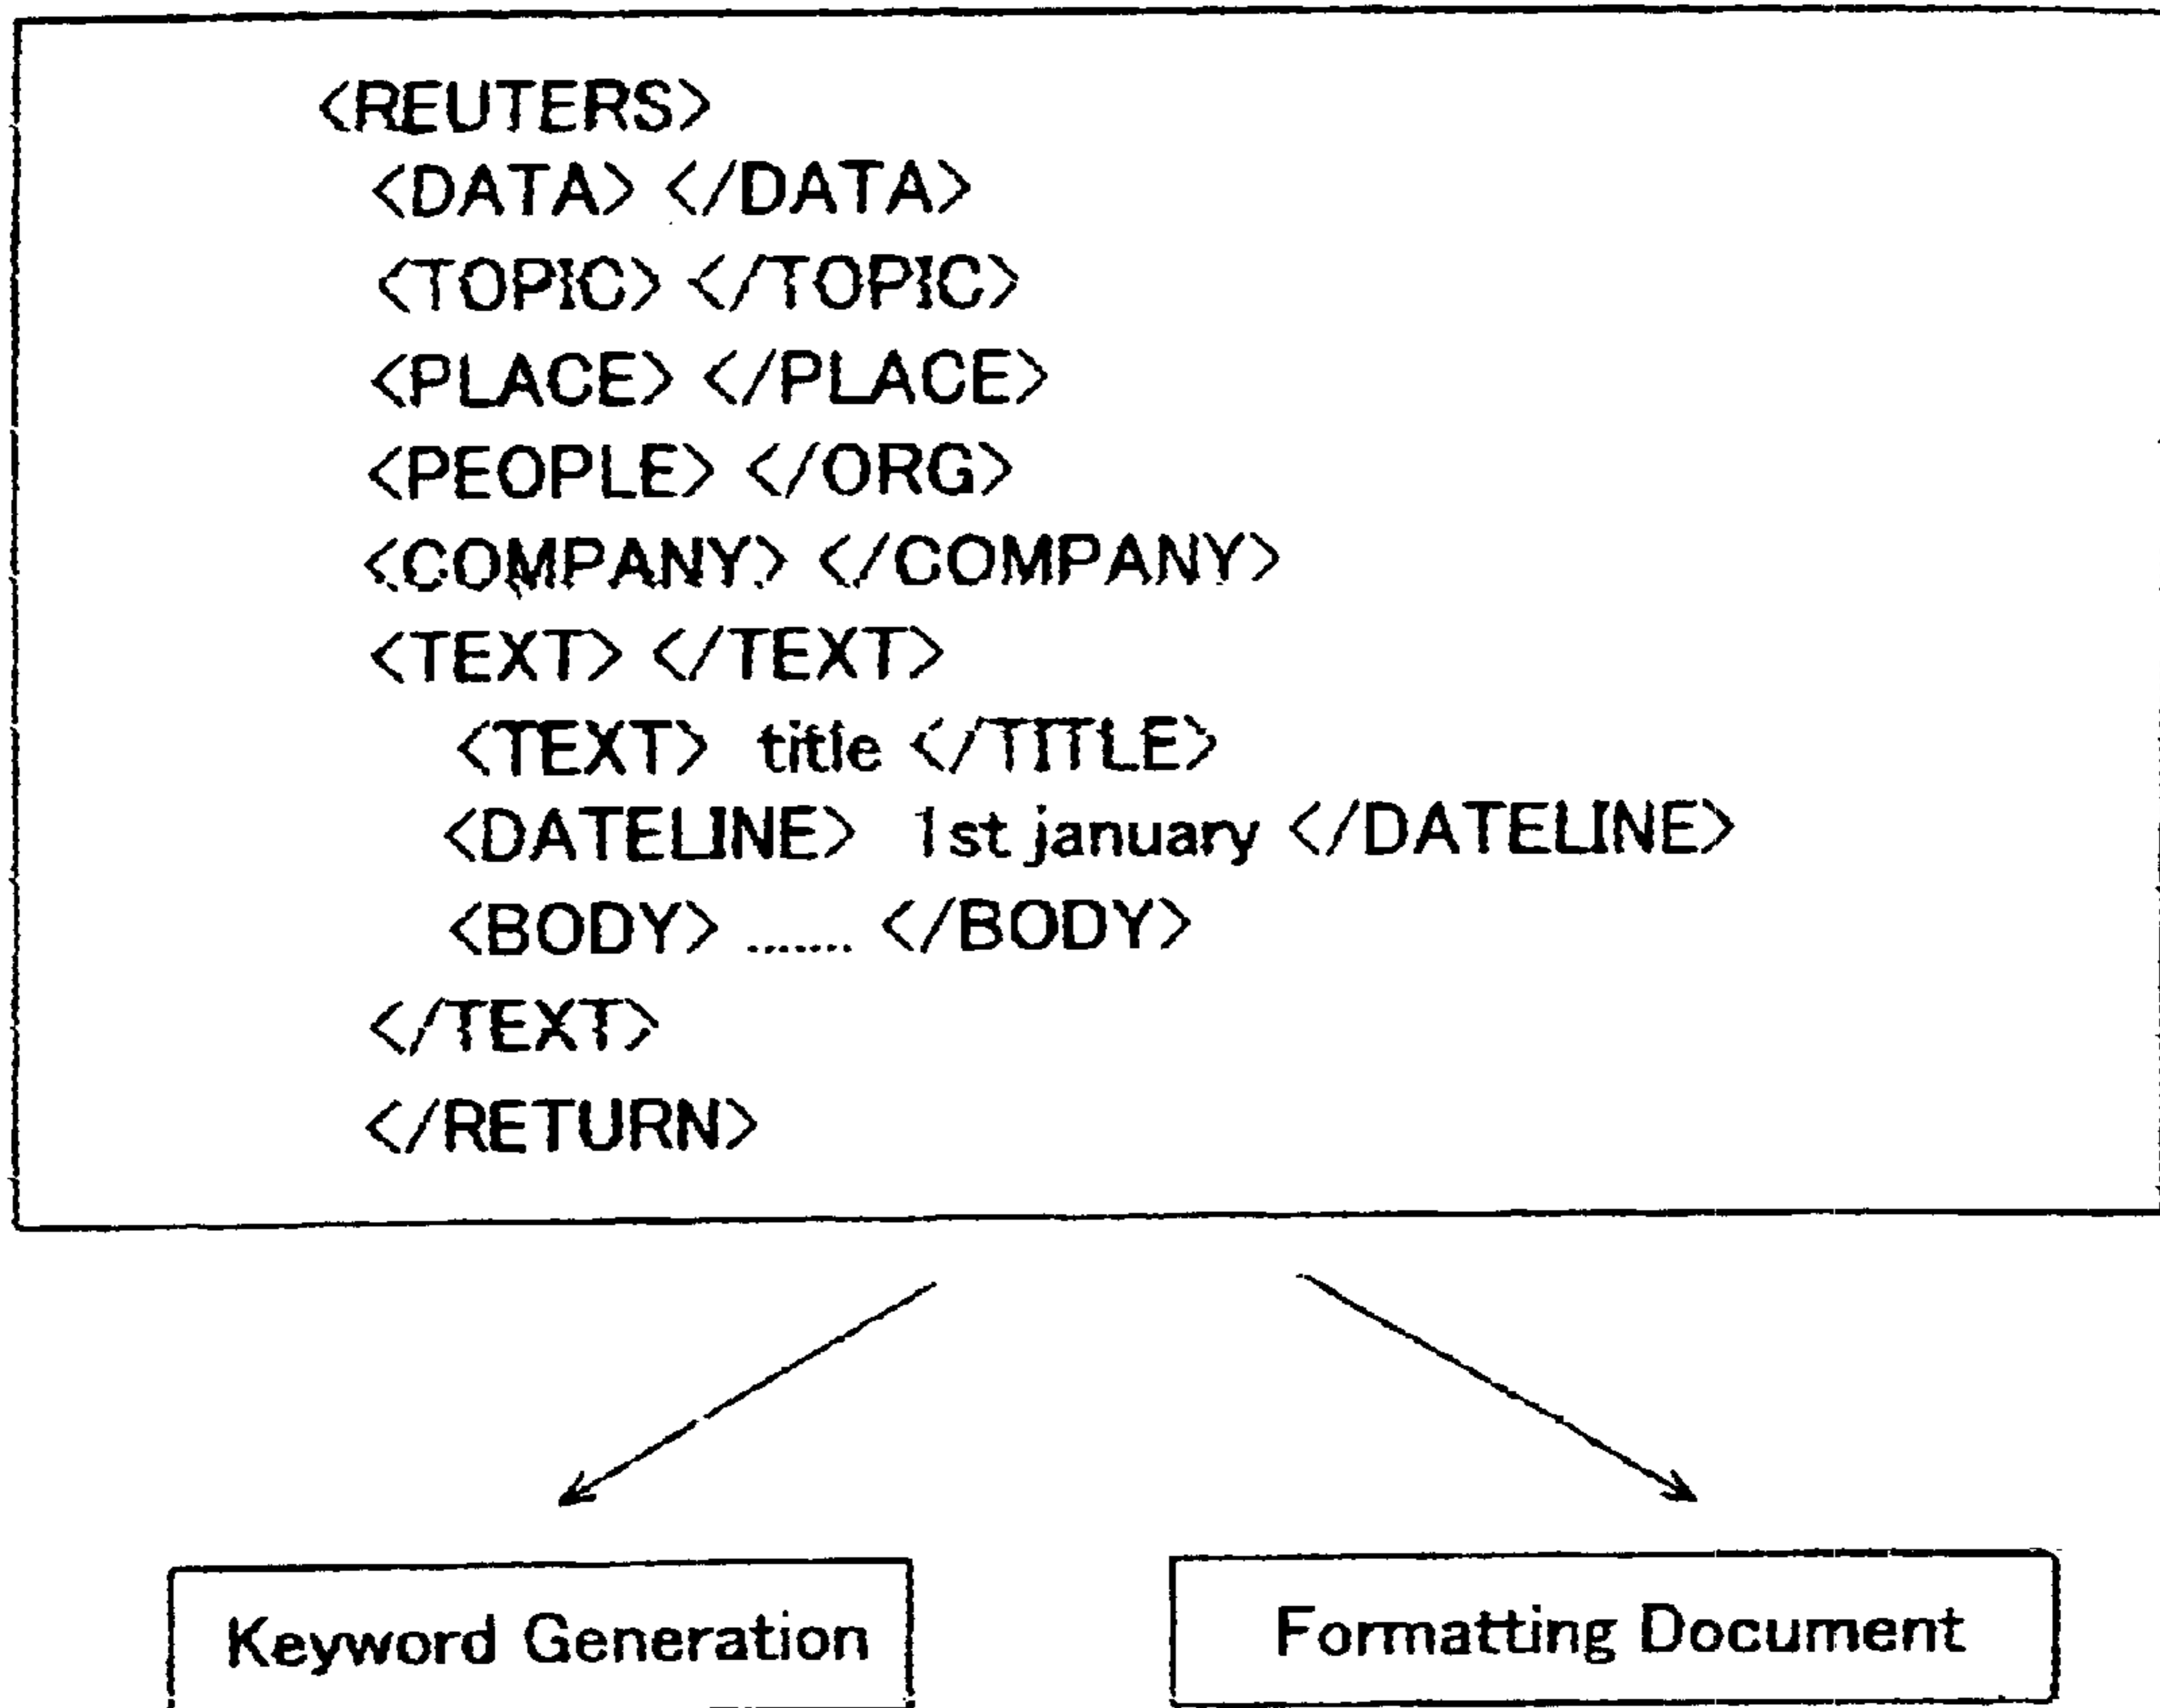 <REUTERS>
<DATA> </DATA>
<TOPIC> </TOPIC>
<PLACE> </PLACE>
<PEOPLE> </ORG>
<COMPANY> </COMPANY>
<TEXT> </TEXT>
<TEXT> title </TITLE>
<DATELINE> 1st january </DATELINE>
<BODY> ....... </BODY>
</TEXT>
</RETURN>
Keyword Generation
Formatting Document